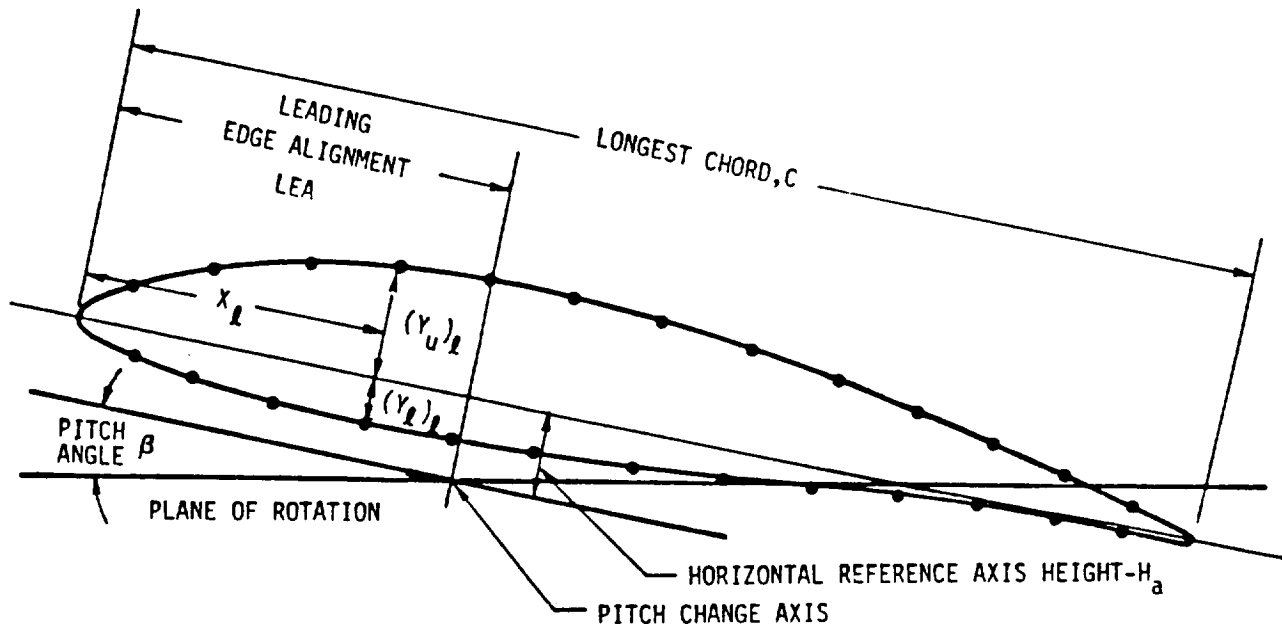 LEADING
EDGE ALIGNMENT
LEA
LONGEST CHORD,C
X_ℓ
(Y_u)_ℓ
(Y_ℓ)_ℓ
PITCH
ANGLE β
PLANE OF ROTATION
HORIZONTAL REFERENCE AXIS HEIGHT-H_a
PITCH CHANGE AXIS